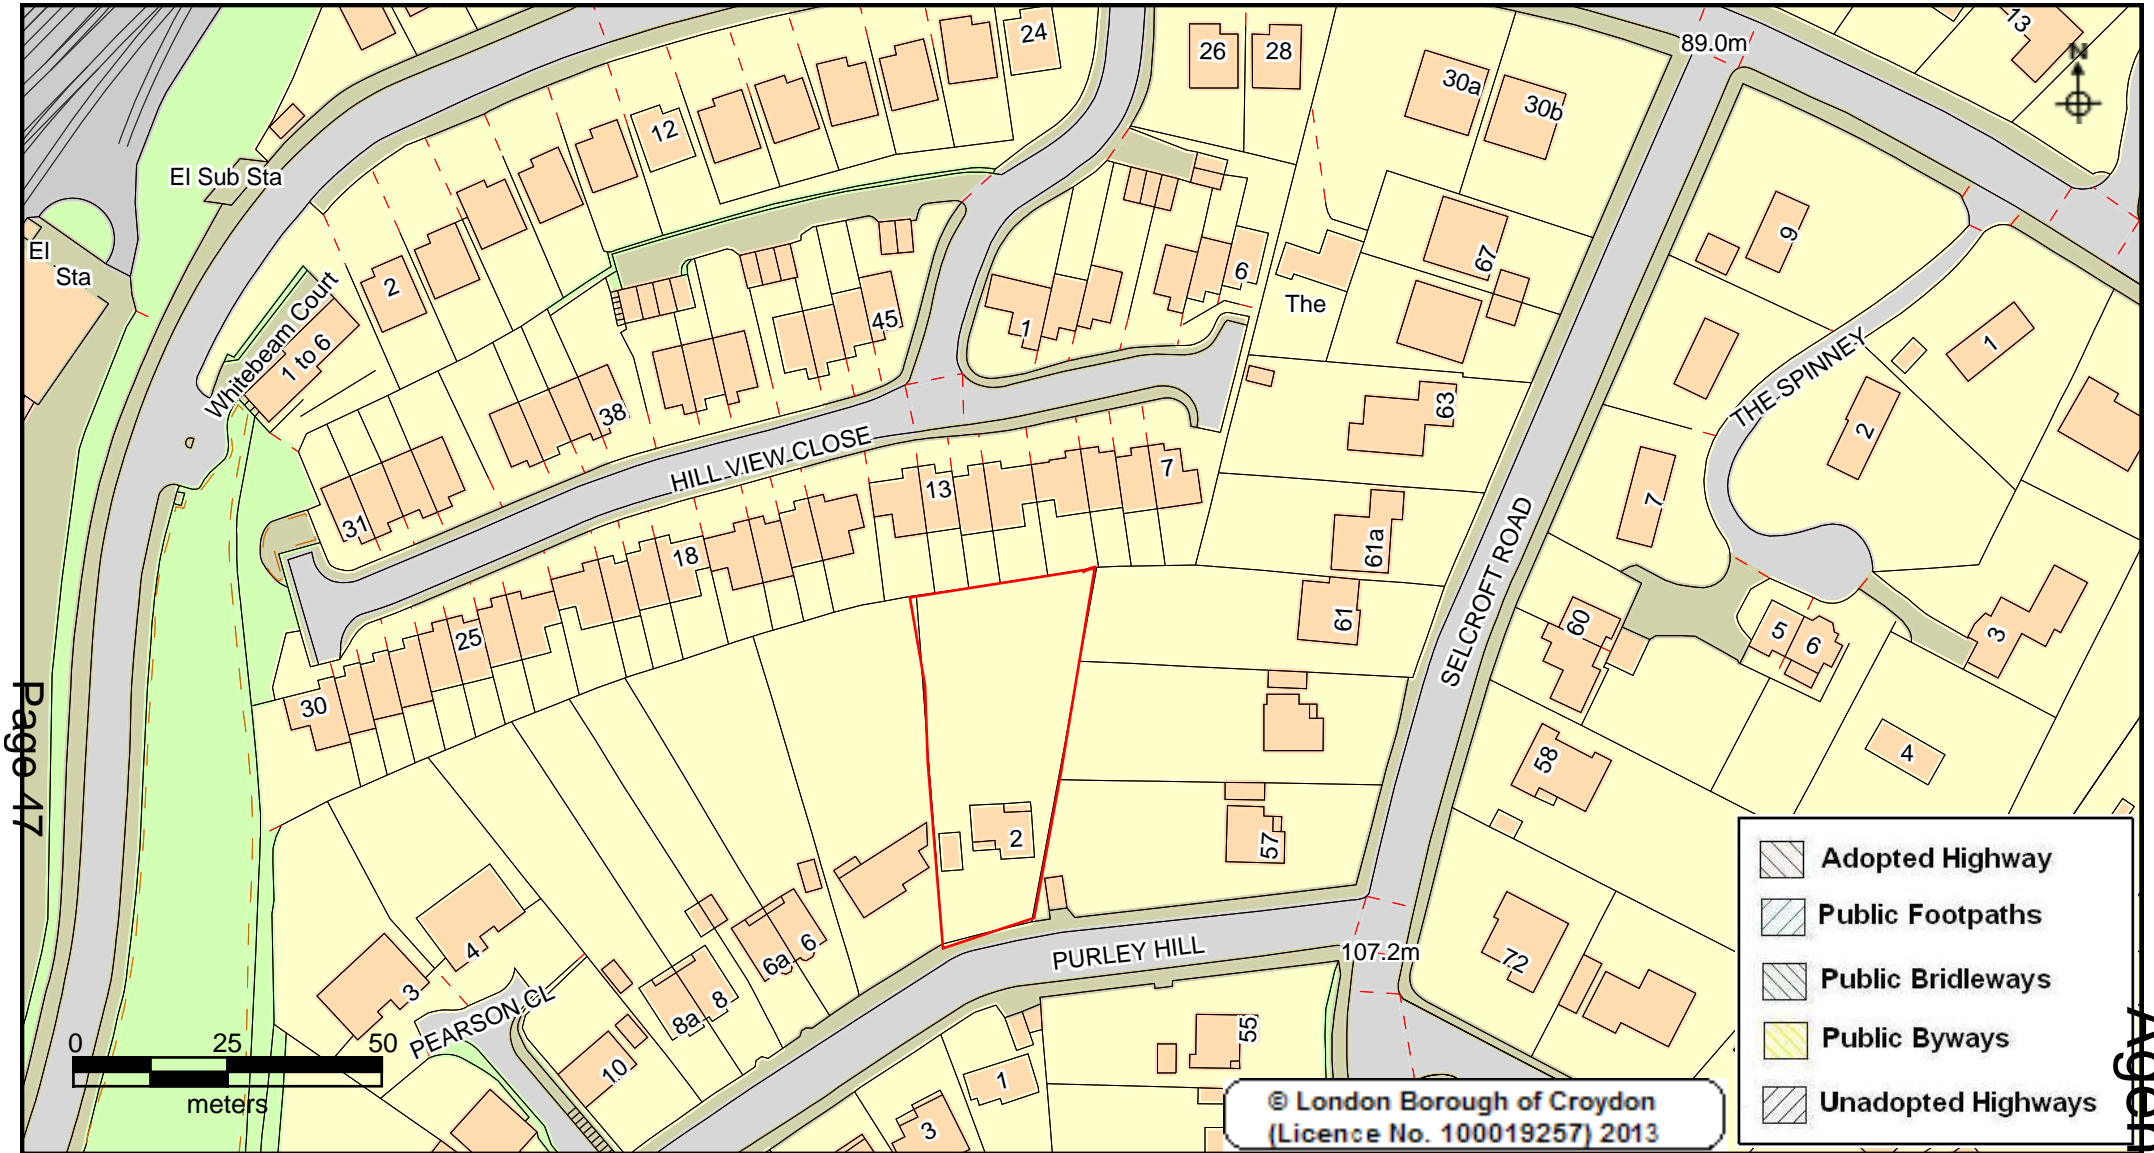 24
26
28
30a
30b
89.0m
13
N
12
El Sub Sta
El
Sta
2
Whitebeam Court
1 to 6
45
1
6
The
67
9
1
THE SPINNEY
2
38
63
HILL VIEW CLOSE
31
13
7
61a
7
SELCROFT ROAD
18
61
60
5
6
3
25
30
58
4
Page 47
2
57
4
3
6a
6
8a
8
PURLEY HILL
107.2m
72
PEARSON CL
10
55
1
3
0
25
50
meters
Adopted Highway
Public Footpaths
Public Bridleways
Public Byways
Unadopted Highways
© London Borough of Croydon
(Licence No. 100019257) 2013